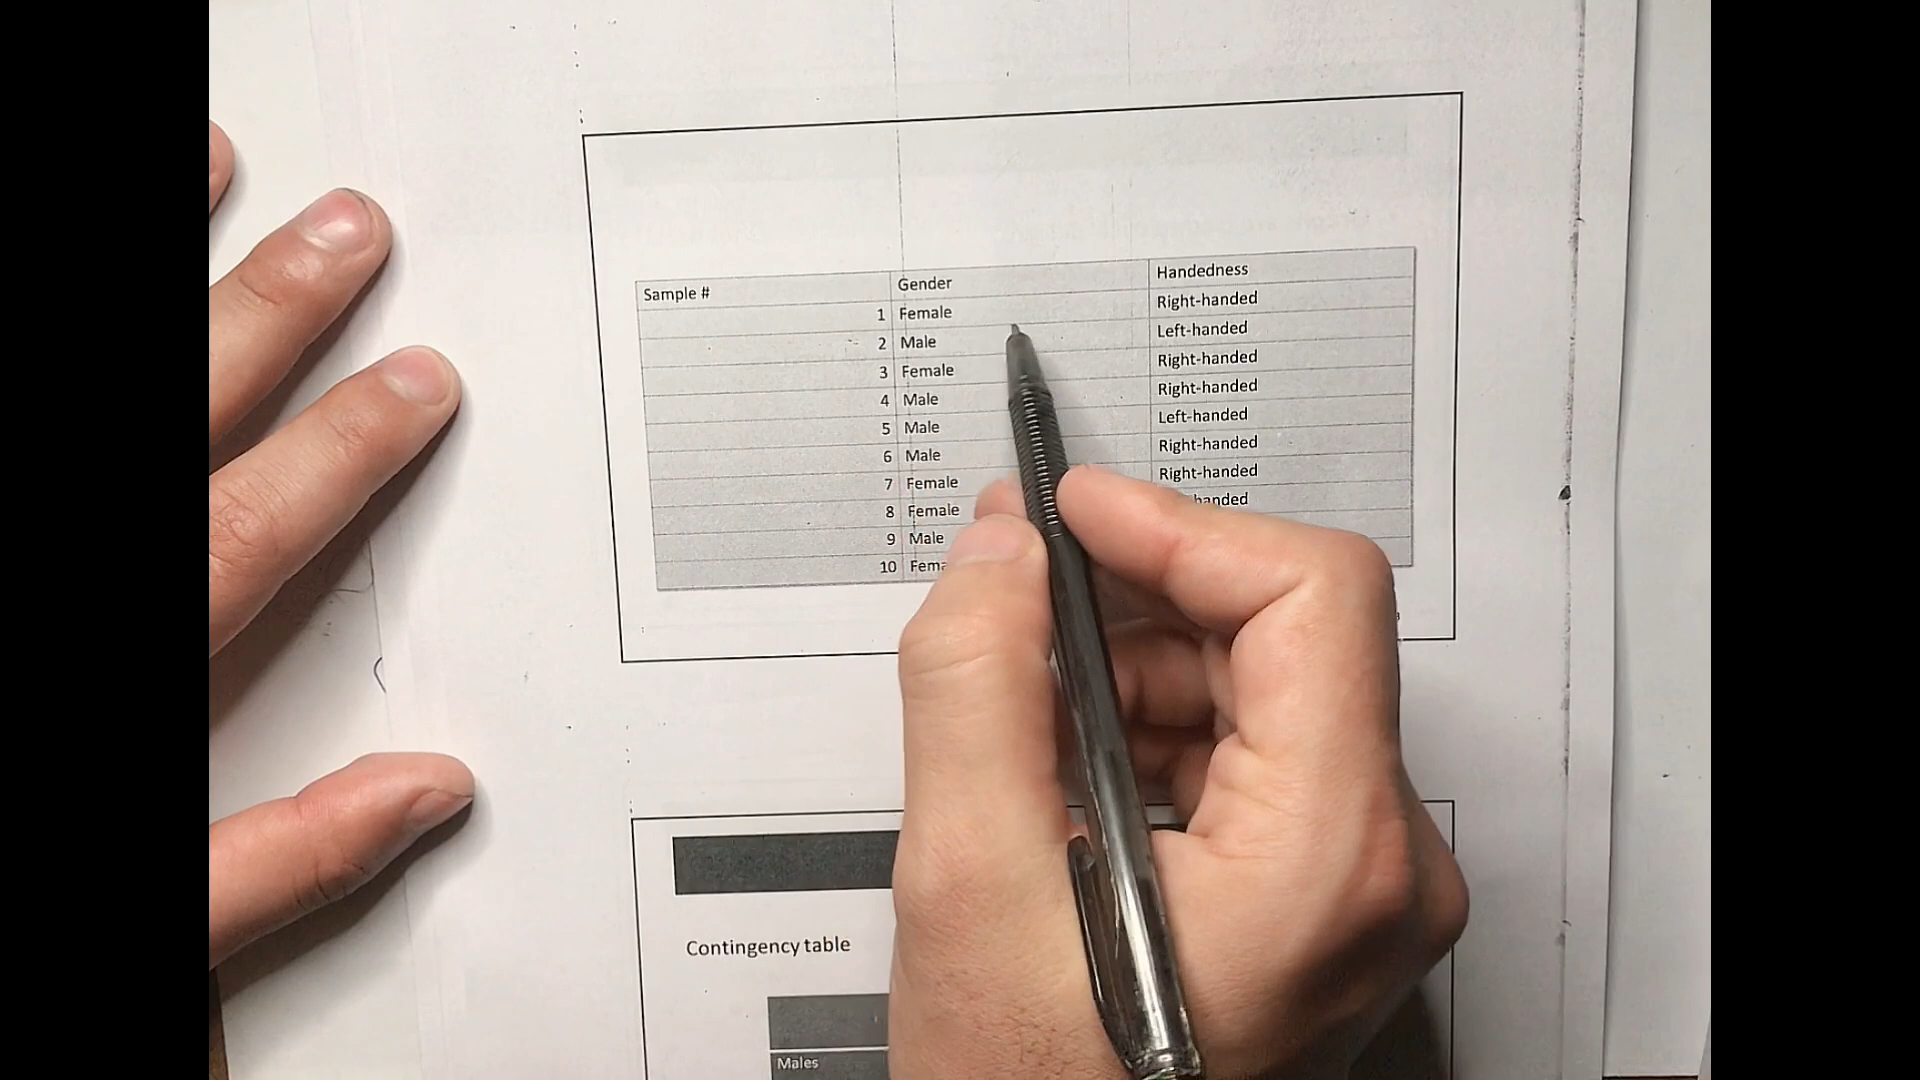 Sample # Gender Handedness
1 Female Right-handed
2 Male Left-handed
3 Female Right-handed
4 Male Right-handed
5 Male Left-handed
6 Male Right-handed
7 Female Right-handed
8 Female handed
9 Male
10 Fema
Contingency table
Males